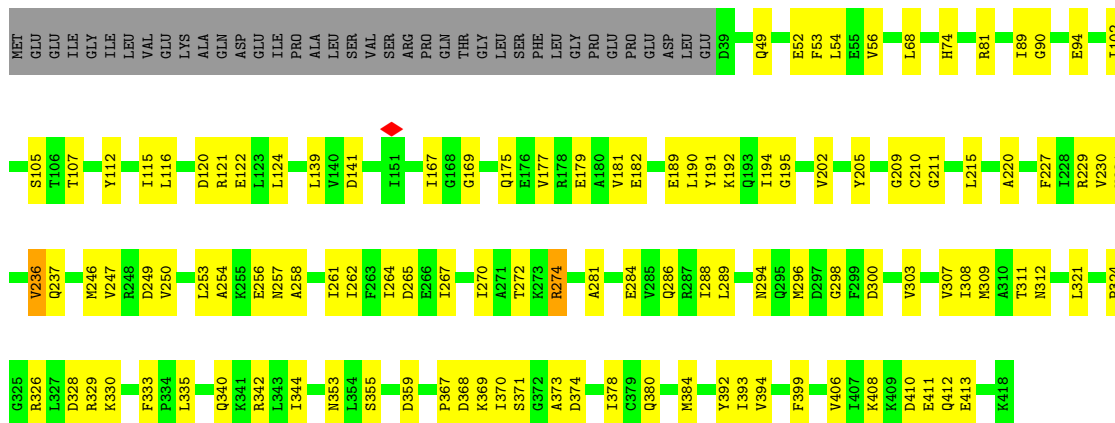 MET GLU GLU ILE GLY ILE LEU VAL GLU LYS ALA GLN ASP GLU ILE PRO ALA LEU SER VAL SER ARG PRO GLN THR GLY LEU SER PHE LEU GLY PRO GLU PRO GLU ASP LEU GLU D39 Q49 E52 F53 L54 E55 V56 L68 H74 R81 I89 G90 E94
S105 T106 T107 Y112 I115 L116 D120 R121 E122 L123 L124 L139 V140 D141 I151 I167 G168 G169 Q175 E176 V177 R178 E179 A180 V181 E182 E189 L190 Y191 K192 Q193 I194 G195 V202 Y205 G209 C210 G211 L215 A220 F227 I228 R229 V230
V236 Q237 M246 V247 R248 D249 V250 L253 A254 K255 E256 N257 A258 I261 I262 F263 I264 D265 E266 I267 I270 A271 T272 K273 R274 A281 E284 V285 Q286 R287 I288 L289 N294 Q295 M296 D297 G298 F299 D300 V303 V307 I308 M309 A310 T311 N312 L321
G325 R326 L327 D328 R329 K330 F333 P334 L335 Q340 K341 R342 L343 I344 N353 L354 S355 D359 P367 D368 K369 I370 S371 G372 A373 D374 I378 C379 Q380 M384 Y392 I393 V394 F399 V406 I407 K408 K409 D410 E411 Q412 E413 K418